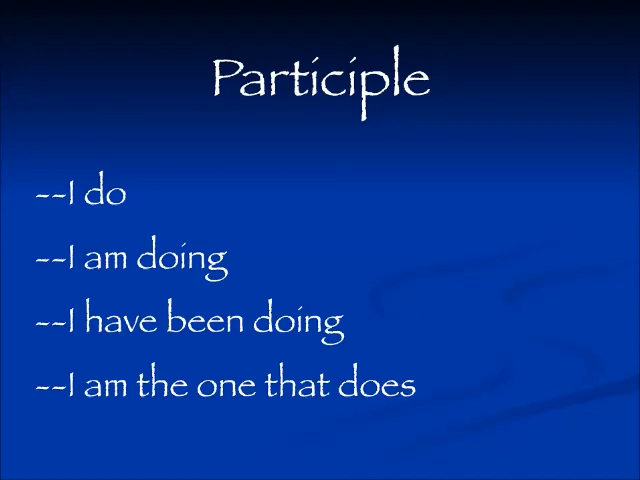 Participle
--I do
--I am doing
--I have been doing
--I am the one that does